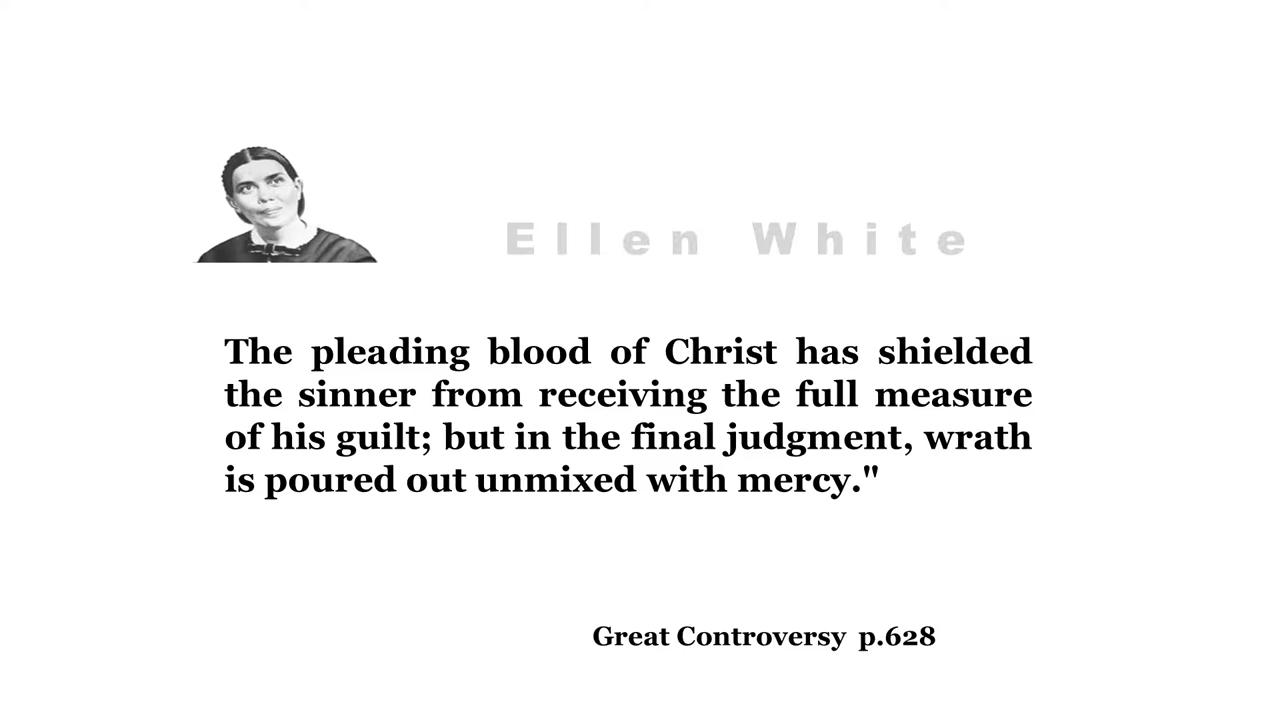 Ellen White
The pleading blood of Christ has shielded
the sinner from receiving the full measure
of his guilt; but in the final judgment, wrath
is poured out unmixed with mercy."
Great Controversy p.628